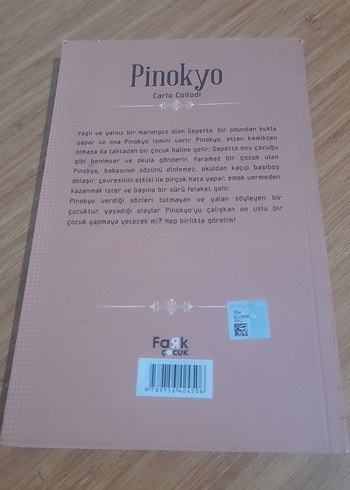 Pinokyo
Carlo Collodi
Yaşlı ve yalnız bir marangoz olan Gepetto, bir odundan kukla
yapar ve ona Pinokyo ismini verir. Pinokyo, etten kemikten
olmasa da tahtadan bir çocuk haline gelir; Gepetto onu çocuğu
gibi benimser ve okula gönderir. Yaramaz bir çocuk olan
Pinokyo, babasının sözünü dinlemez, okuldan kaçıp başıboş
dolaşır; çevresinin etkisi ile birçok hata yapar; emek vermeden
kazanmak ister ve başına bir sürü felaket gelir.
Pinokyo verdiği sözleri tutmayan ve yalan söyleyen bir
çocuktur, yaşadığı olaylar Pinokyo'yu çalışkan ve ünlü bir
çocuk yapmaya yetecek mi? Hep birlikte görelim!
Fark
ÇOCUK